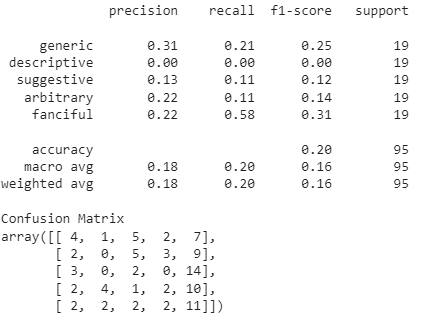 precision recall f1-score support
generic 0.31 0.21 0.25 19
descriptive 0.00 0.00 0.00 19
suggestive 0.13 0.11 0.12 19
arbitrary 0.22 0.11 0.14 19
fanciful 0.22 0.58 0.31 19
accuracy 0.20 95
macro avg 0.18 0.20 0.16 95
weighted avg 0.18 0.20 0.16 95
Confusion Matrix
array([[ 4, 1, 5, 2, 7],
[ 2, 0, 5, 3, 9],
[ 3, 0, 2, 0, 14],
[ 2, 4, 1, 2, 10],
[ 2, 2, 2, 2, 11]])